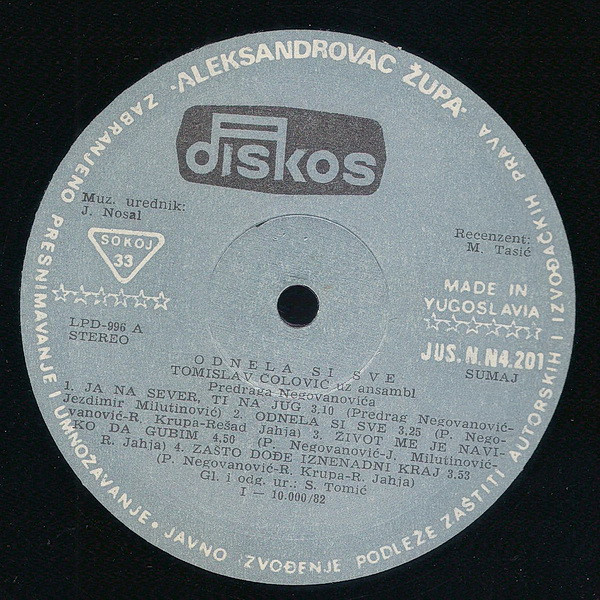 ·ALEKSANDROVAC ŽUPA·
ZABRANJENO PRESNIMAVANJE I UMNOŽAVANJE • JAVNO IZVOĐENJE PODLEŽE ZAŠTITI AUTORSKIH I IZVOĐAČKIH PRAVA
diskos
Muz. urednik:
J. Nosal
Recenzent:
M. Tasić
SOKOJ
33
MADE IN
YUGOSLAVIA
LPD-996 A
STEREO
JUS. N. N4.201
SUMAJ
ODNELA SI SVE
TOMISLAV ČOLOVIĆ uz ansambl
Predraga Negovanovića
1. JA NA SEVER, TI NA JUG 3,10 (Predrag Negovanović-
Jezdimir Milutinović) 2. ODNELA SI SVE 3,25 (P. Nego-
vanović-R. Krupa-Rešad Jahja) 3. ŽIVOT ME JE NAVI-
KO DA GUBIM 4.50 (P. Negovanović-J. Milutinović-
R. Jahja) 4. ZAŠTO DOĐE IZNENADNI KRAJ 3.53
(P. Negovanović-R. Krupa-R. Jahja)
Gl. i odg. ur.: S. Tomić
I — 10.000/82